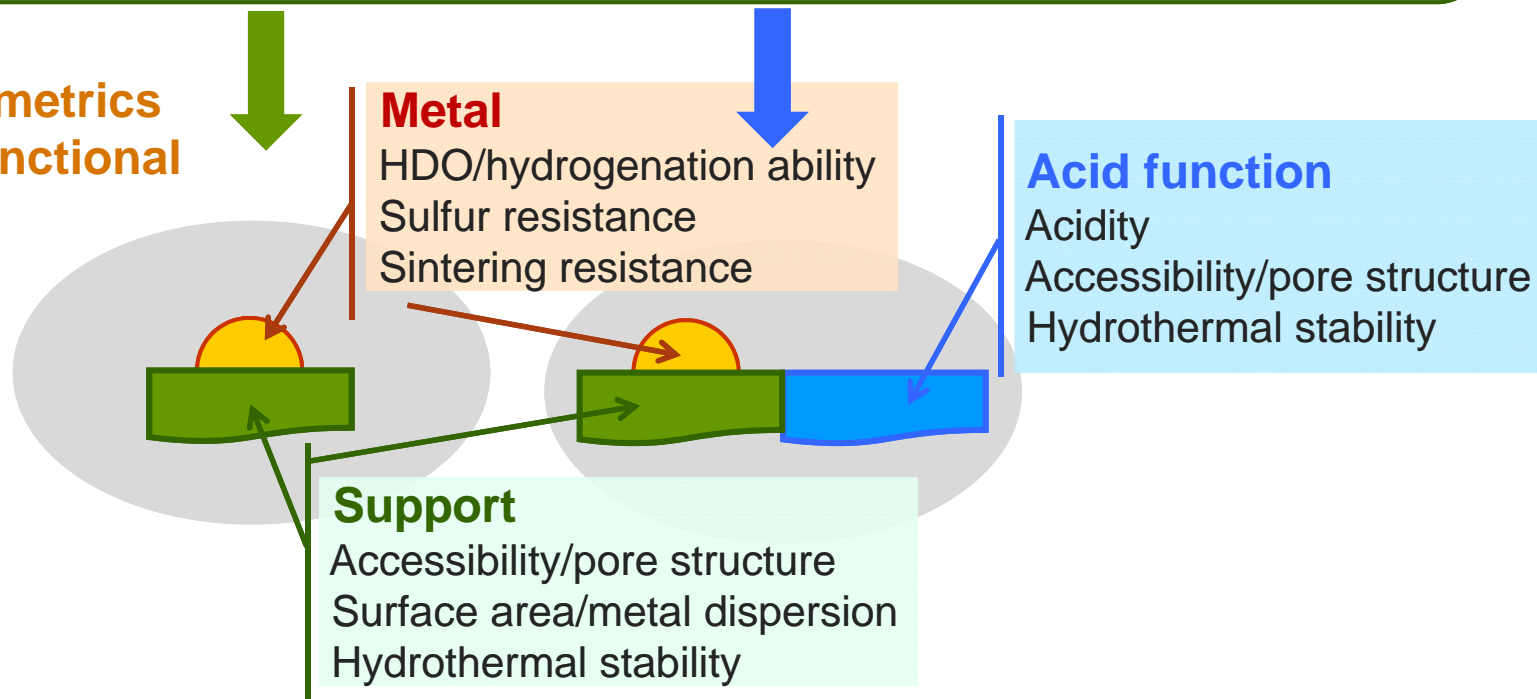 metrics
Metal
HDO/hydrogenation ability
Sulfur resistance
Sintering resistance
Acid function
Acidity
Accessibility/pore structure
Hydrothermal stability
Support
Accessibility/pore structure
Surface area/metal dispersion
Hydrothermal stability